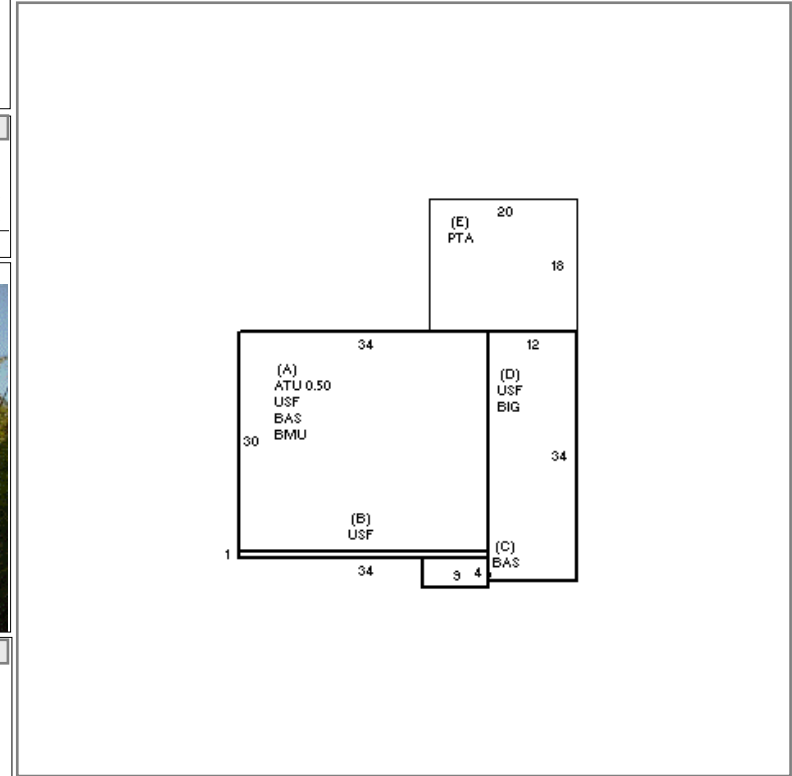 20
(E)
PTA
18
34
12
(A)
ATU 0.50
USF
BAS
BMU
(D)
USF
BIG
30
34
(B)
USF
(C)
BAS
1
34
9
4